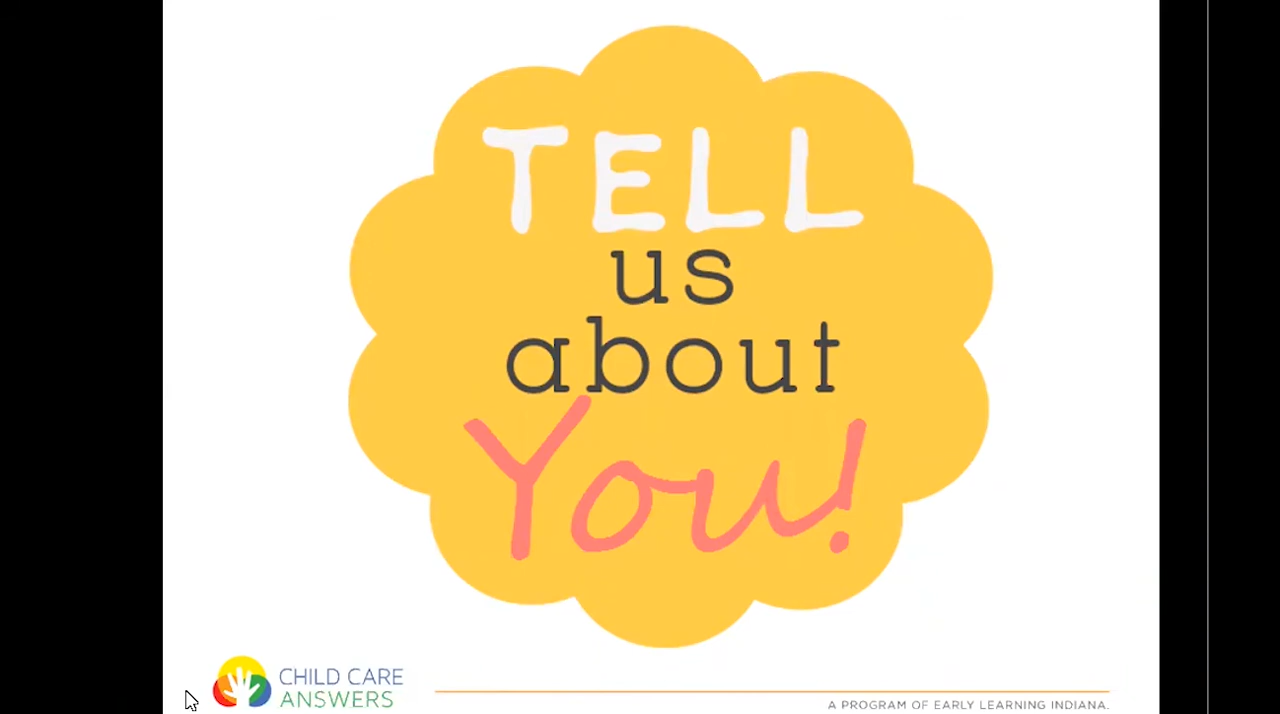 TELL
us
about
You!
CHILD CARE
ANSWERS
A PROGRAM OF EARLY LEARNING INDIANA.